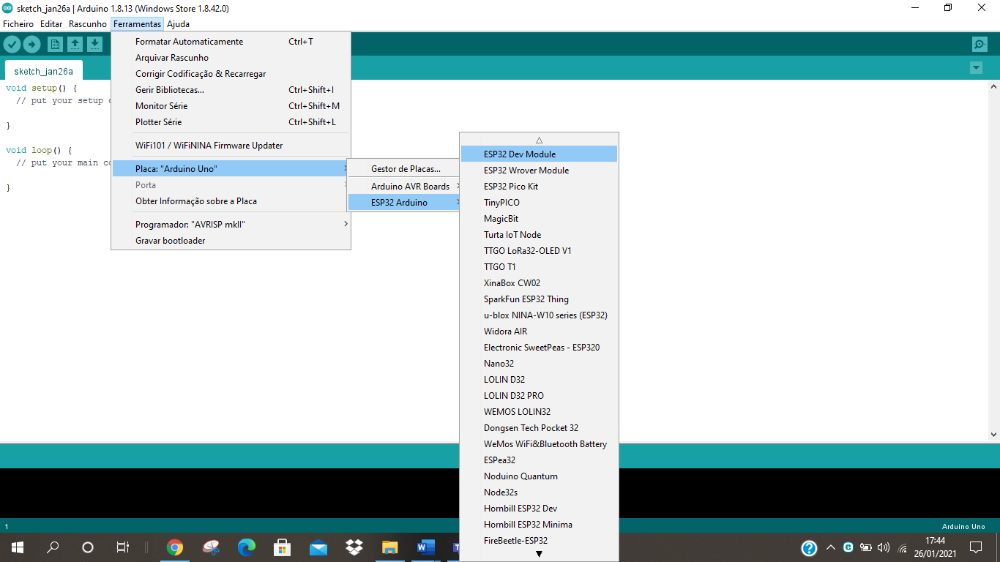 sketch_jan26a | Arduino 1.8.13 (Windows Store 1.8.42.0)
Ficheiro Editar Rascunho Ferramentas Ajuda
sketch_jan26a
void setup() {
// put your setup
}
void loop() {
// put your main co
}
Formatar Automaticamente Ctrl+T
Arquivar Rascunho
Corrigir Codificação & Recarregar
Gerir Bibliotecas... Ctrl+Shift+I
Monitor Série Ctrl+Shift+M
Plotter Série Ctrl+Shift+L
WiFi101 / WiFiNINA Firmware Updater
Placa: "Arduino Uno"
Porta
Obter Informação sobre a Placa
Programador: "AVRISP mkII"
Gravar bootloader
Gestor de Placas...
Arduino AVR Boards
ESP32 Arduino
ESP32 Dev Module
ESP32 Wrover Module
ESP32 Pico Kit
TinyPICO
MagicBit
Turta IoT Node
TTGO LoRa32-OLED V1
TTGO T1
XinaBox CW02
SparkFun ESP32 Thing
u-blox NINA-W10 series (ESP32)
Widora AIR
Electronic SweetPeas - ESP320
Nano32
LOLIN D32
LOLIN D32 PRO
WEMOS LOLIN32
Dongsen Tech Pocket 32
WeMos WiFi&Bluetooth Battery
ESPea32
Noduino Quantum
Node32s
Hornbill ESP32 Dev
Hornbill ESP32 Minima
FireBeetle-ESP32
1
Arduino Uno
17:44
26/01/2021